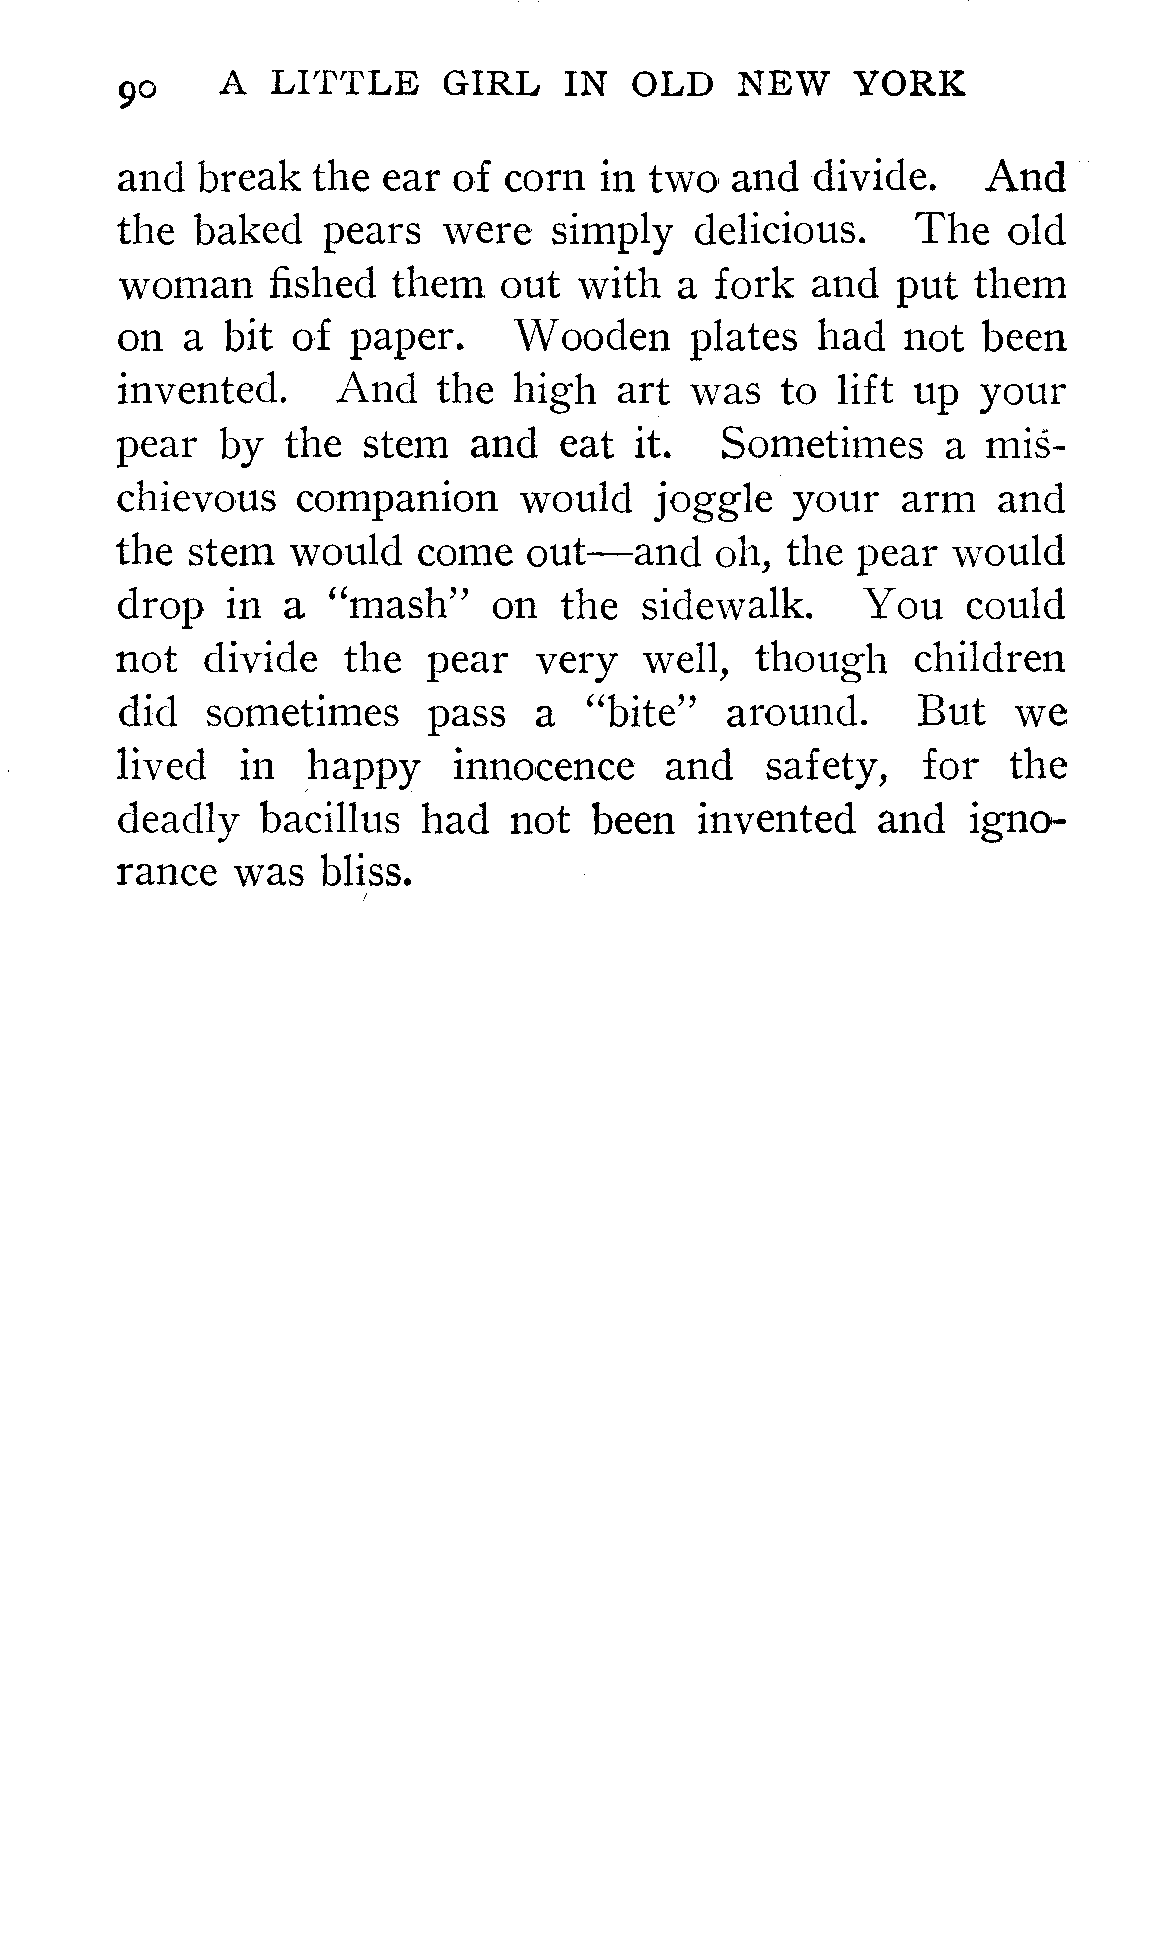 90 A LITTLE GIRL IN OLD NEW YORK
and break the ear of corn in two and divide. And
the baked pears were simply delicious. The old
woman fished them out with a fork and put them
on a bit of paper. Wooden plates had not been
invented. And the high art was to lift up your
pear by the stem and eat it. Sometimes a mis-
chievous companion would joggle your arm and
the stem would come out—and oh, the pear would
drop in a “mash” on the sidewalk. You could
not divide the pear very well, though children
did sometimes pass a “bite” around. But we
lived in happy innocence and safety, for the
deadly bacillus had not been invented and igno-
rance was bliss.